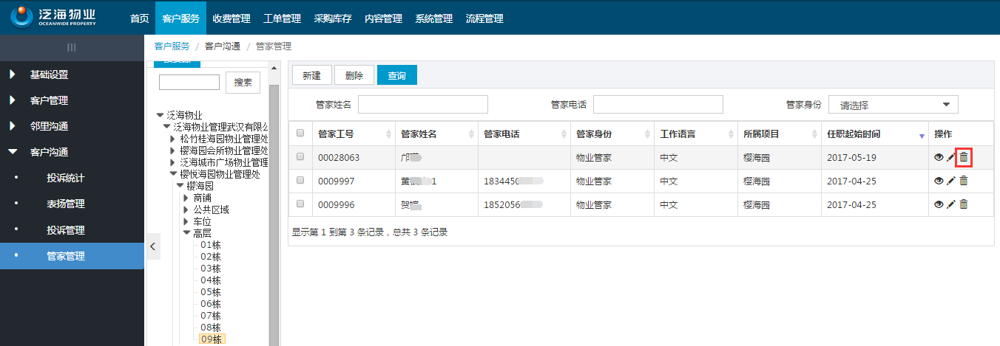 泛海物业
OCEANWIDE PROPERTY
首页 客户服务 收费管理 工单管理 采购库存 内容管理 系统管理 流程管理
客户服务 / 客户沟通 / 管家管理
基础设置
客户管理
邻里沟通
客户沟通
投诉统计
表扬管理
投诉管理
管家管理
搜索
泛海物业
泛海物业管理武汉有限公
松竹桂海园物业管理处
樱海园会所物业管理处
泛海城市广场物业管理
樱悦海园物业管理处
樱海园
商铺
公共区域
车位
高层
01栋
02栋
03栋
04栋
05栋
06栋
07栋
08栋
09栋
新建 删除 查询
管家姓名 管家电话 管家身份 请选择
管家工号 管家姓名 管家电话 管家身份 工作语言 所属项目 任职起始时间 操作
00028063 邝 物业管家 中文 樱海园 2017-05-19
0009997 黄 1 1834450 物业管家 中文 樱海园 2017-04-25
0009996 贺 1852056 物业管家 中文 樱海园 2017-04-25
显示第 1 到第 3 条记录，总共 3 条记录